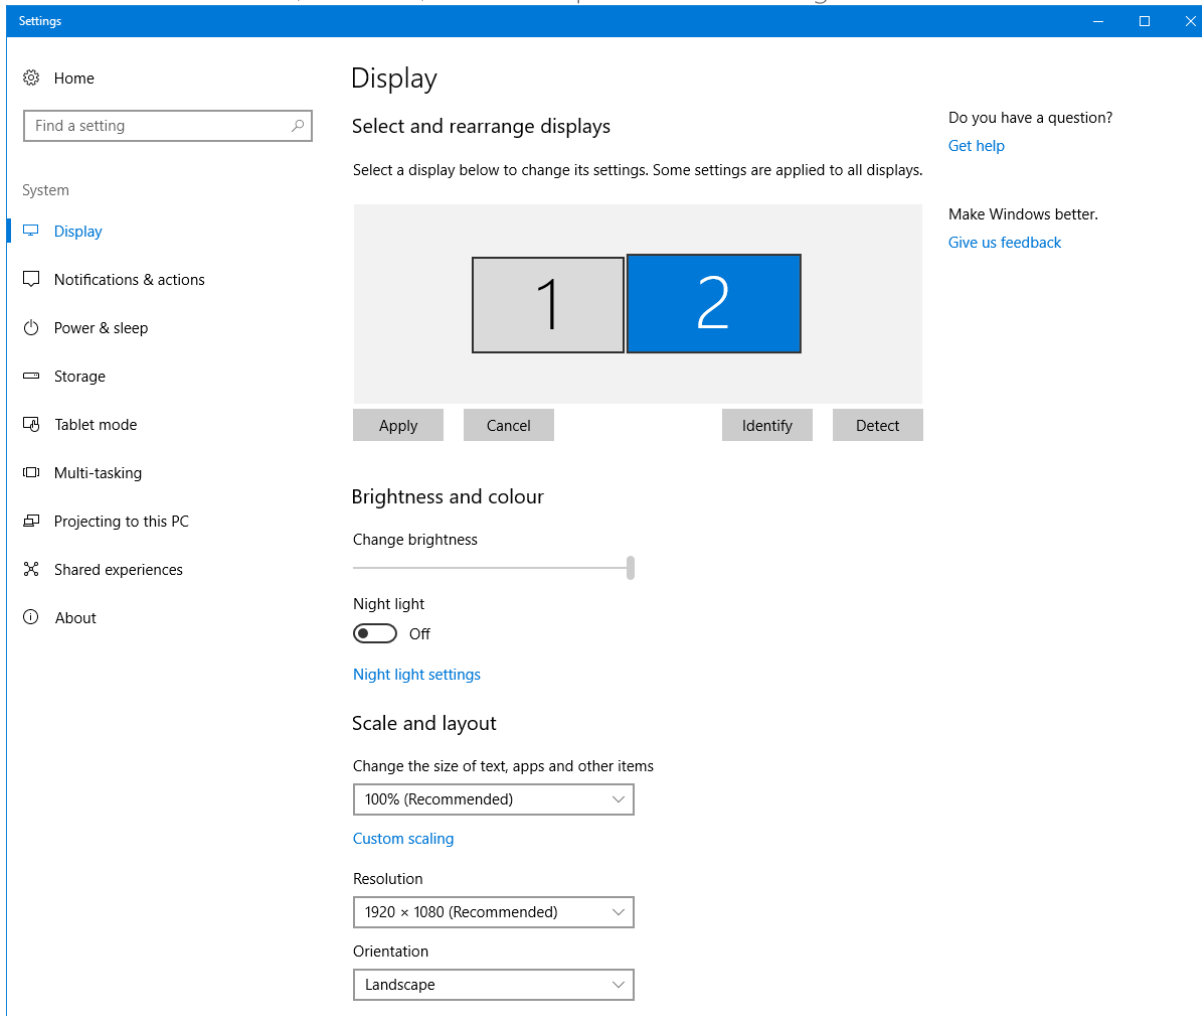 Settings
Home
Find a setting
System
Display
Notifications & actions
Power & sleep
Storage
Tablet mode
Multi-tasking
Projecting to this PC
Shared experiences
About
Display
Select and rearrange displays
Select a display below to change its settings. Some settings are applied to all displays.
1
2
Apply
Cancel
Identify
Detect
Brightness and colour
Change brightness
Night light
Off
Night light settings
Scale and layout
Change the size of text, apps and other items
100% (Recommended)
Custom scaling
Resolution
1920 × 1080 (Recommended)
Orientation
Landscape
Do you have a question?
Get help
Make Windows better.
Give us feedback